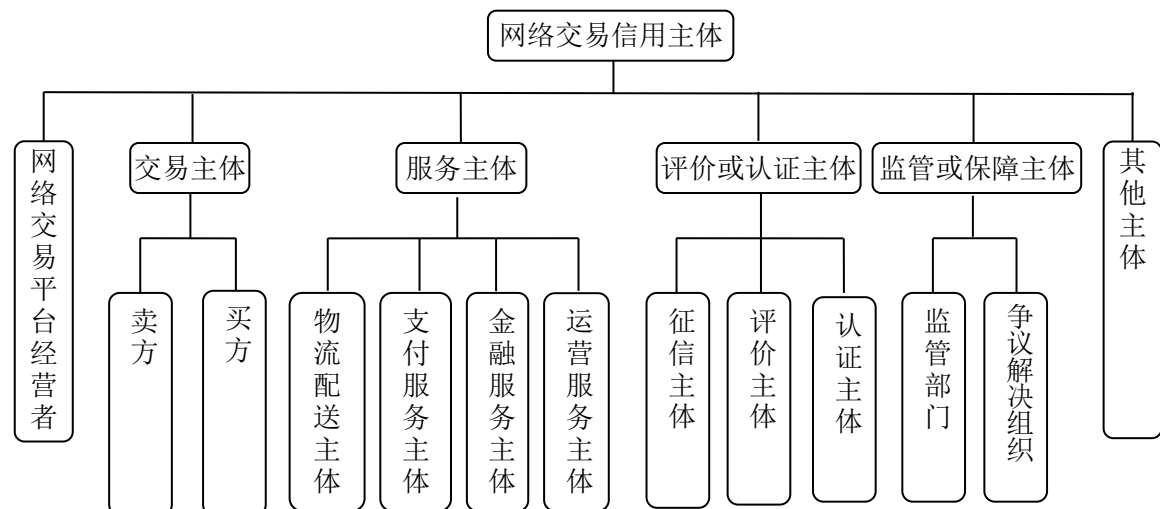 网络交易信用主体
网络交易平台经营者
交易主体
服务主体
评价或认证主体
监管或保障主体
其他主体
卖方
买方
物流配送主体
支付服务主体
金融服务主体
运营服务主体
征信主体
评价主体
认证主体
监管部门
争议解决组织